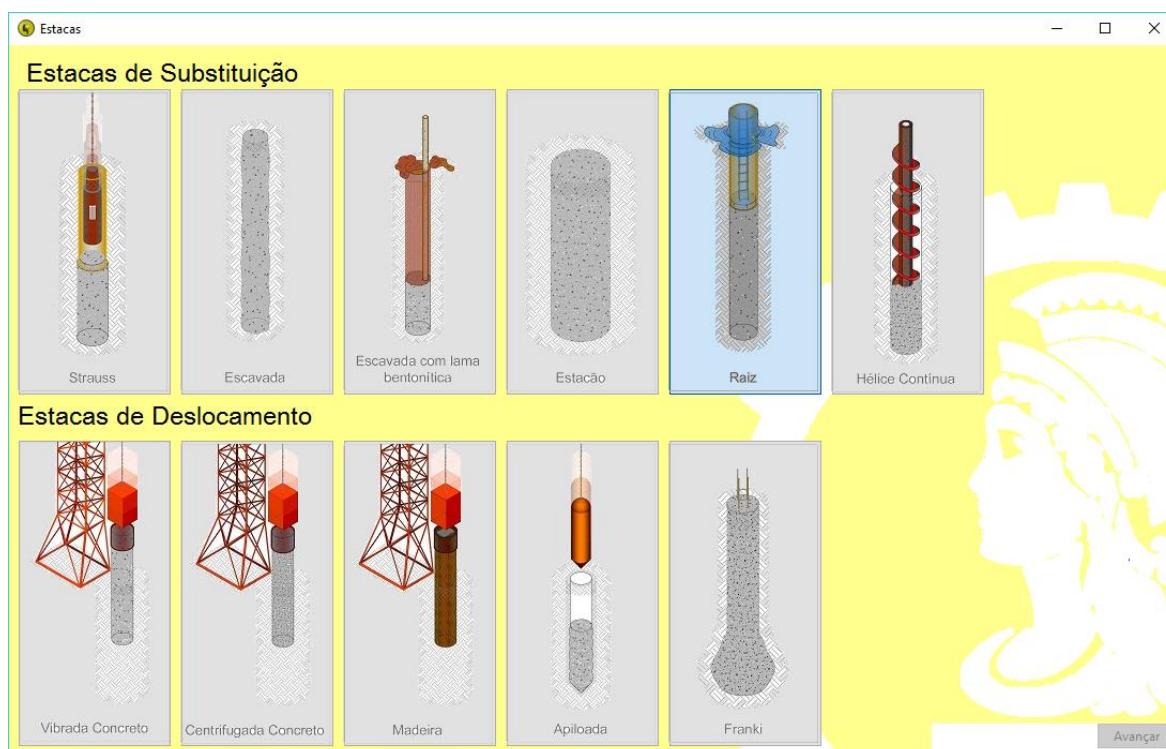 Estacas
Estacas de Substituição
Strauss
Escavada
Escavada com lama
bentonítica
Estacão
Raiz
Hélice Contínua
Estacas de Deslocamento
Vibrada Concreto
Centrifugada Concreto
Madeira
Apiloada
Franki
Avançar